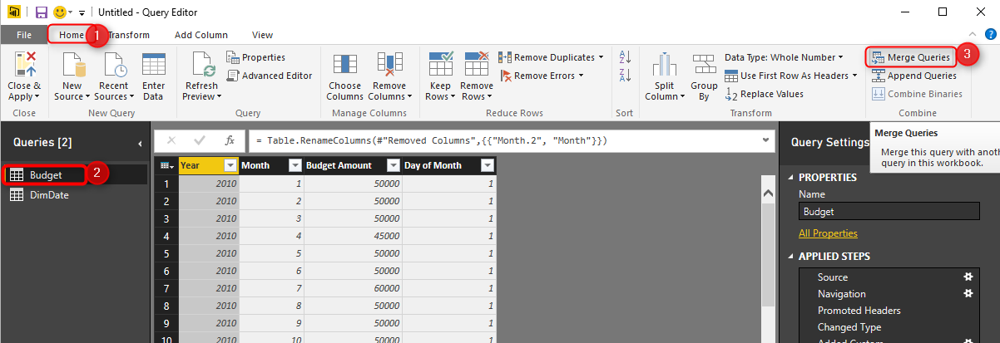 Untitled - Query Editor
File Home 1 Transform Add Column View
Close & Apply New Source Recent Sources Enter Data Refresh Preview Properties Advanced Editor Choose Columns Remove Columns Keep Rows Remove Rows Remove Duplicates Remove Errors Split Column Group By Data Type: Whole Number Use First Row As Headers Replace Values Merge Queries 3 Append Queries Combine Binaries
Close New Query Query Manage Columns Reduce Rows Sort Transform Combine
Queries [2]
Budget 2
DimDate
= Table.RenameColumns(#"Removed Columns",{{"Month.2", "Month"}})
Year Month Budget Amount Day of Month
1 2010 1 50000 1
2 2010 2 50000 1
3 2010 3 50000 1
4 2010 4 45000 1
5 2010 5 50000 1
6 2010 6 50000 1
7 2010 7 60000 1
8 2010 8 50000 1
9 2010 9 50000 1
10 2010 10 50000 1
Query Settings
Merge Queries
Merge this query with anot
query in this workbook.
PROPERTIES
Name
Budget
All Properties
APPLIED STEPS
Source
Navigation
Promoted Headers
Changed Type
Added Custom